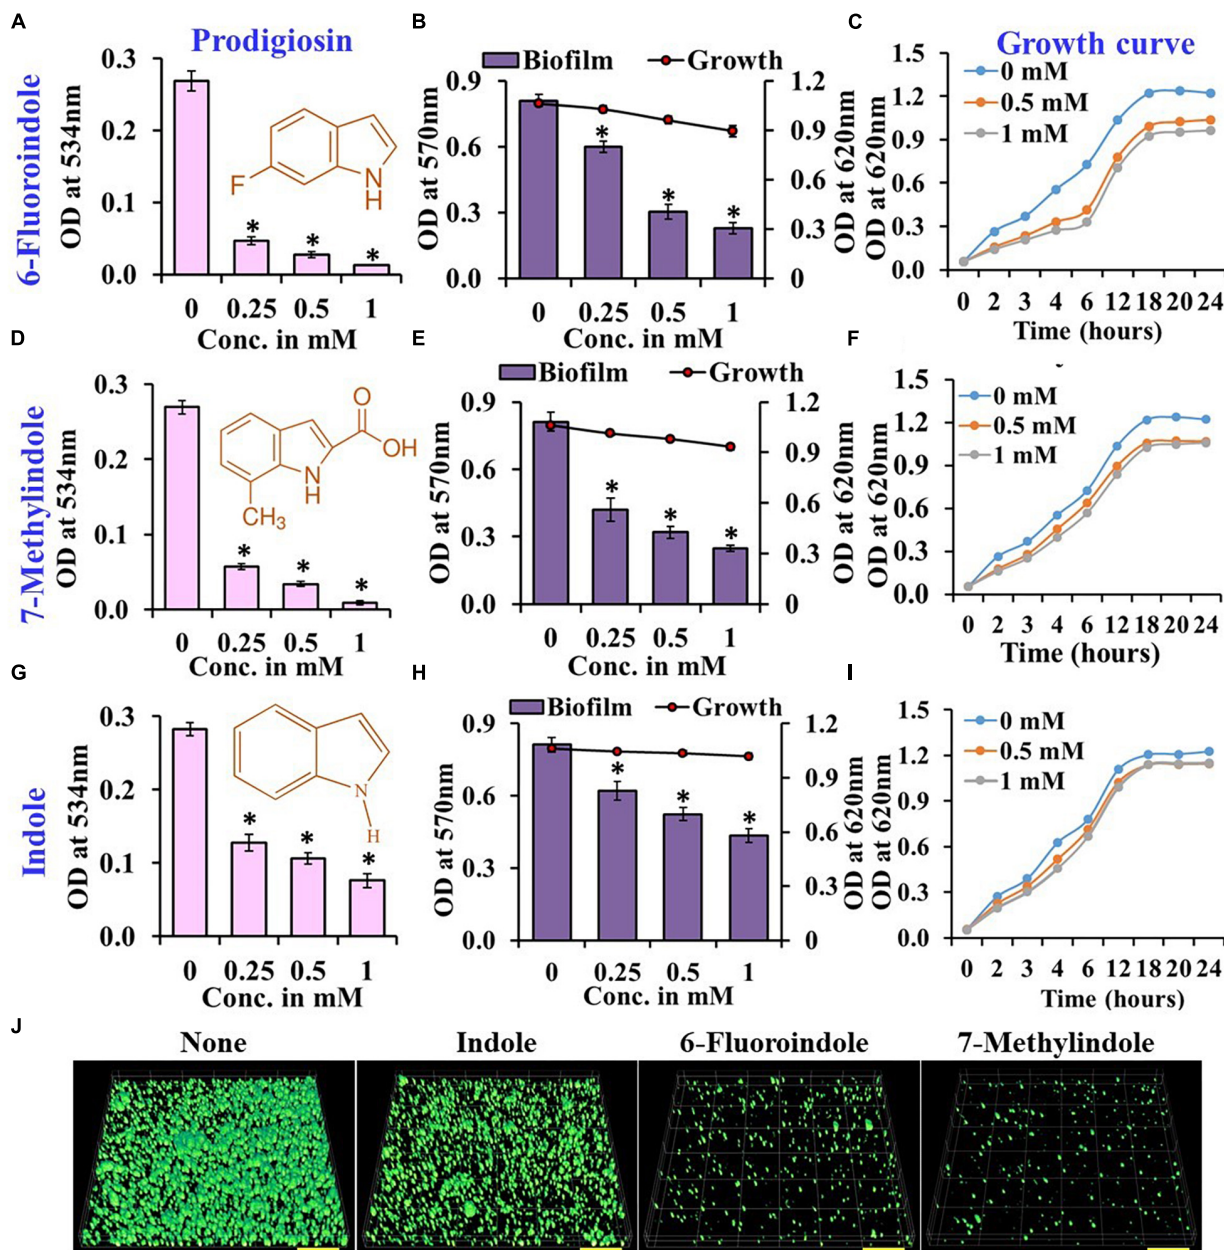 A
Prodigiosin
6-Fluoroindole
OD at 534nm
0.3
0.2
0.1
0.0
F
N
H
0 0.25 0.5 1
* * *
Conc. in mM
B
Biofilm Growth
OD at 570nm
0.9
0.6
0.3
0.0
* * *
0 0.25 0.5 1
Conc. in mM
1.2
0.9
0.6
0.3
0
OD at 620nm
C
Growth curve
OD at 620nm
1.5
1.2
0.9
0.6
0.3
0.0
0 mM
0.5 mM
1 mM
0 2 3 4 6 12 18 20 24
Time (hours)
D
7-Methylindole
OD at 534nm
0.3
0.2
0.1
0.0
O
OH
N
H
CH3
* * *
0 0.25 0.5 1
Conc. in mM
E
Biofilm Growth
OD at 570nm
0.9
0.6
0.3
0.0
* * *
0 0.25 0.5 1
Conc. in mM
1.2
0.9
0.6
0.3
0
OD at 620nm
F
OD at 620nm
1.5
1.2
0.9
0.6
0.3
0.0
0 mM
0.5 mM
1 mM
0 2 3 4 6 12 18 20 24
Time (hours)
G
Indole
OD at 534nm
0.3
0.2
0.1
0.0
N
H
* * *
0 0.25 0.5 1
Conc. in mM
H
Biofilm Growth
OD at 570nm
0.9
0.6
0.3
0.0
* * *
0 0.25 0.5 1
Conc. in mM
1.2
0.9
0.6
0.3
0
OD at 620nm
I
OD at 620nm
1.5
1.2
0.9
0.6
0.3
0.0
0 mM
0.5 mM
1 mM
0 2 3 4 6 12 18 20 24
Time (hours)
J
None Indole 6-Fluoroindole 7-Methylindole